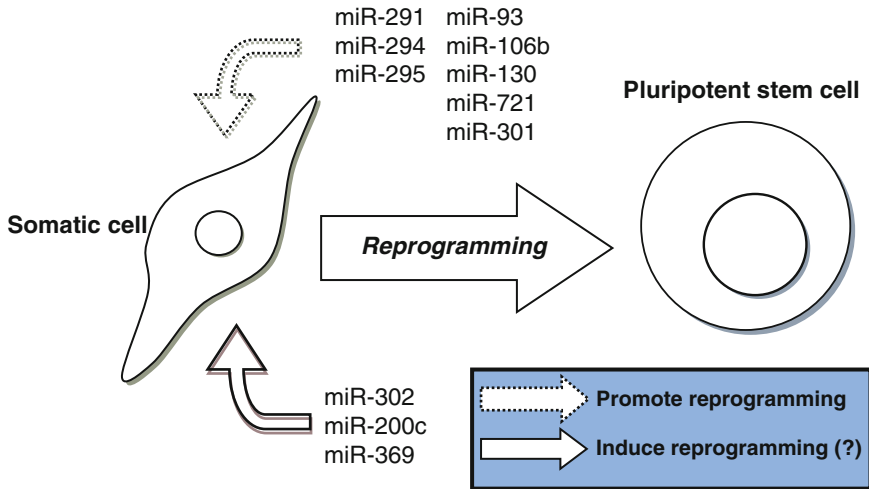 miR-291 miR-93
miR-294 miR-106b
miR-295 miR-130
miR-721
miR-301
Pluripotent stem cell
Somatic cell
Reprogramming
miR-302
miR-200c
miR-369
Promote reprogramming
Induce reprogramming (?)